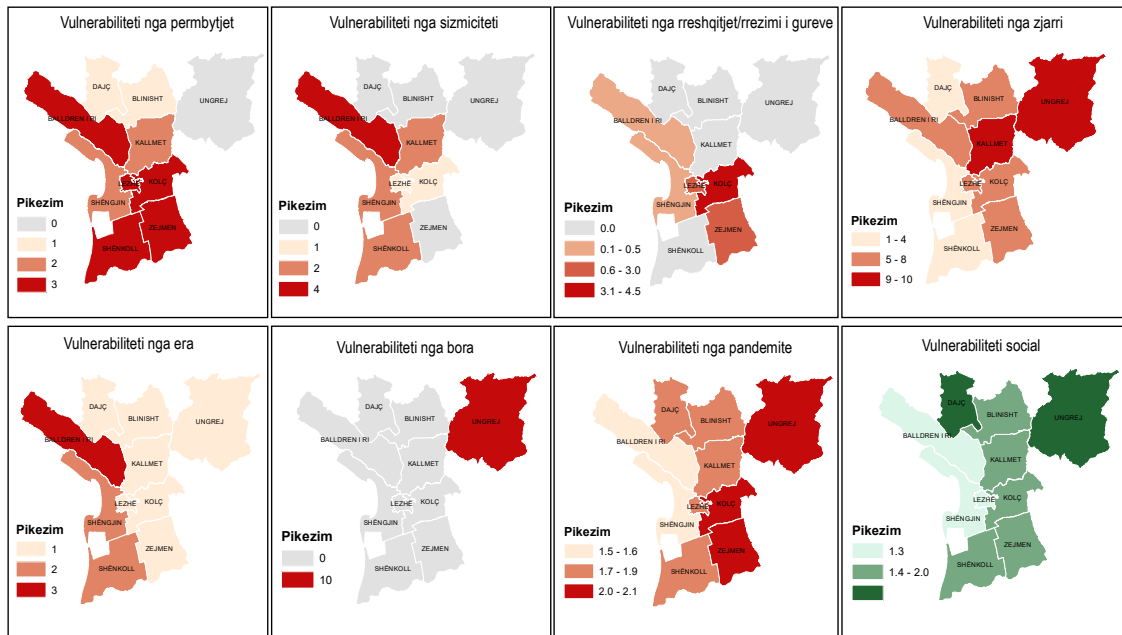 Vulnerabiliteti nga permbytjet
DAJÇ
BLINISHT
UNGREJ
BALLDREN I RI
KALLMET
LEZHË
KOLÇ
SHËNGJIN
ZEJMEN
SHËNKOLL
Pikezim
0
1
2
3
Vulnerabiliteti nga sizmiciteti
DAJÇ
BLINISHT
UNGREJ
BALLDREN I RI
KALLMET
LEZHË
KOLÇ
SHËNGJIN
ZEJMEN
SHËNKOLL
Pikezim
0
1
2
4
Vulnerabiliteti nga rreshqitjet/rrezimi i gureve
DAJÇ
BLINISHT
UNGREJ
BALLDREN I RI
KALLMET
LEZHË
KOLÇ
SHËNGJIN
ZEJMEN
SHËNKOLL
Pikezim
0.0
0.1 - 0.5
0.6 - 3.0
3.1 - 4.5
Vulnerabiliteti nga zjarri
DAJÇ
BLINISHT
UNGREJ
BALLDREN I RI
KALLMET
LEZHË
KOLÇ
SHËNGJIN
ZEJMEN
SHËNKOLL
Pikezim
1 - 4
5 - 8
9 - 10
Vulnerabiliteti nga era
DAJÇ
BLINISHT
UNGREJ
BALLDREN I RI
KALLMET
LEZHË
KOLÇ
SHËNGJIN
ZEJMEN
SHËNKOLL
Pikezim
1
2
3
Vulnerabiliteti nga bora
DAJÇ
BLINISHT
UNGREJ
BALLDREN I RI
KALLMET
LEZHË
KOLÇ
SHËNGJIN
ZEJMEN
SHËNKOLL
Pikezim
0
10
Vulnerabiliteti nga pandemite
DAJÇ
BLINISHT
UNGREJ
BALLDREN I RI
KALLMET
LEZHË
KOLÇ
SHËNGJIN
ZEJMEN
SHËNKOLL
Pikezim
1.5 - 1.6
1.7 - 1.9
2.0 - 2.1
Vulnerabiliteti social
DAJÇ
BLINISHT
UNGREJ
BALLDREN I RI
KALLMET
LEZHË
KOLÇ
SHËNGJIN
ZEJMEN
SHËNKOLL
Pikezim
1.3
1.4 - 2.0